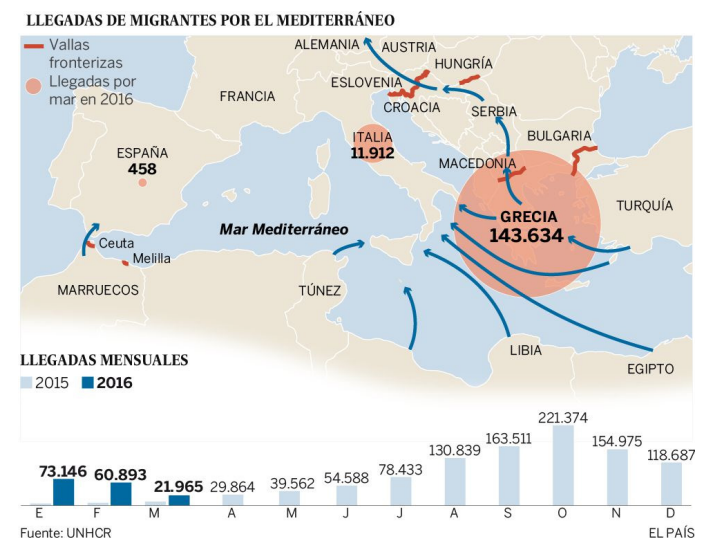 LLEGADAS DE MIGRANTES POR EL MEDITERRÁNEO
Vallas
fronterizas
Llegadas por
mar en 2016
ALEMANIA
AUSTRIA
HUNGRÍA
ESLOVENIA
CROACIA
SERBIA
FRANCIA
ITALIA
11.912
BULGARIA
ESPAÑA
458
MACEDONIA
TURQUÍA
GRECIA
143.634
Mar Mediterráneo
Ceuta
Melilla
MARRUECOS
TÚNEZ
LIBIA
EGIPTO
LLEGADAS MENSUALES
2015 2016
73.146 60.893 21.965 29.864 39.562 54.588 78.433 130.839 163.511 221.374 154.975 118.687
E F M A M J J A S O N D
Fuente: UNHCR
EL PAÍS